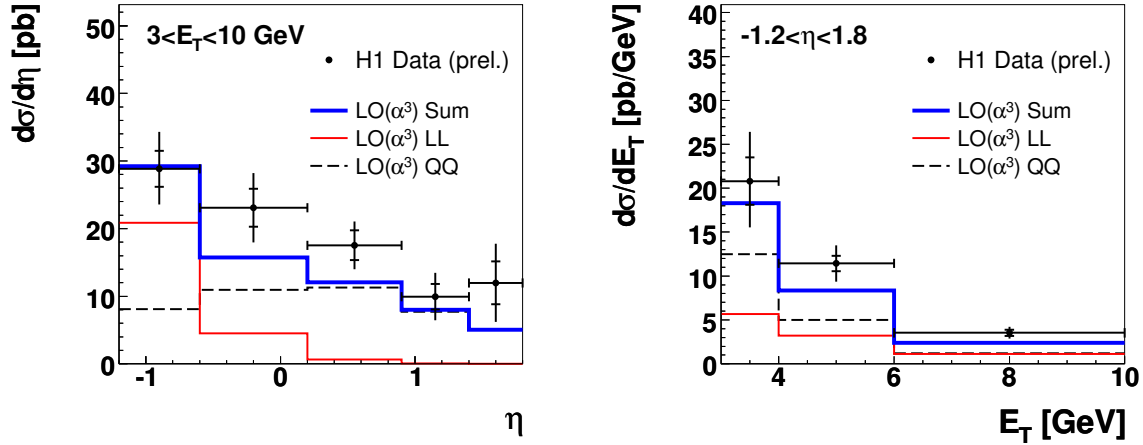 3<E_T<10 GeV
dσ/dη [pb]
50
40
30
20
10
0
H1 Data (prel.)
LO(α³) Sum
LO(α³) LL
LO(α³) QQ
-1 0 1
η
-1.2<η<1.8
dσ/dE_T [pb/GeV]
40
35
30
25
20
15
10
5
0
H1 Data (prel.)
LO(α³) Sum
LO(α³) LL
LO(α³) QQ
4 6 8 10
E_T [GeV]